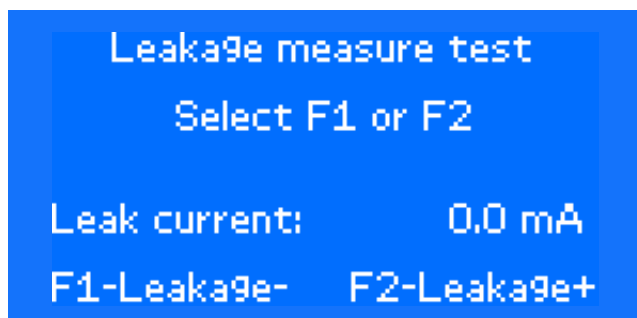 Leakage measure test
Select F1 or F2
Leak current: 0.0 mA
F1-Leakage- F2-Leakage+